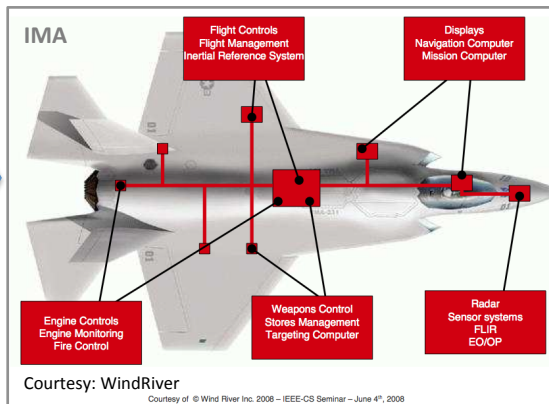 IMA
Flight Controls
Flight Management
Inertial Reference System
Displays
Navigation Computer
Mission Computer
Engine Controls
Engine Monitoring
Fire Control
Weapons Control
Stores Management
Targeting Computer
Radar
Sensor systems
FLIR
EO/OP
Courtesy: WindRiver
Courtesy of © Wind River Inc. 2008 – IEEE-CS Seminar – June 4th, 2008